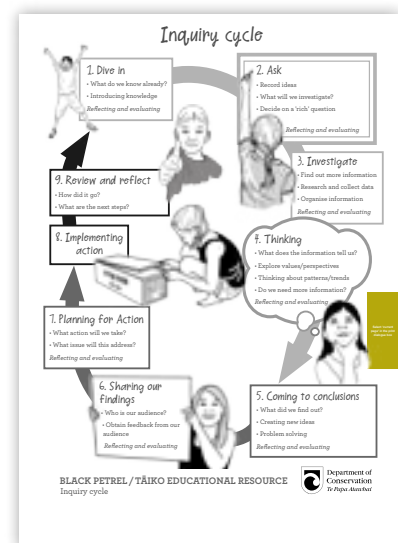 Inquiry cycle
1. Dive in
• What do we know already?
• Introducing knowledge
Reflecting and evaluating
2. Ask
• Record ideas
• What will we investigate?
• Decide on a 'rich' question
Reflecting and evaluating
3. Investigate
• Find out more information
• Research and collect data
• Organise information
Reflecting and evaluating
4. Thinking
• What does the information tell us?
• Explore values/perspectives
• Thinking about patterns/trends
• Do we need more information?
Reflecting and evaluating
5. Coming to conclusions
• What did we find out?
• Creating new ideas
• Problem solving
Reflecting and evaluating
6. Sharing our
findings
• Who is our audience?
• Obtain feedback from our
audience
Reflecting and evaluating
7. Planning for Action
• What action will we take?
• What issue will this address?
Reflecting and evaluating
8. Implementing
action
9. Review and reflect
• How did it go?
• What are the next steps?
BLACK PETREL / TĀIKO EDUCATIONAL RESOURCE
Inquiry cycle
Department of
Conservation
Te Papa Atawhai